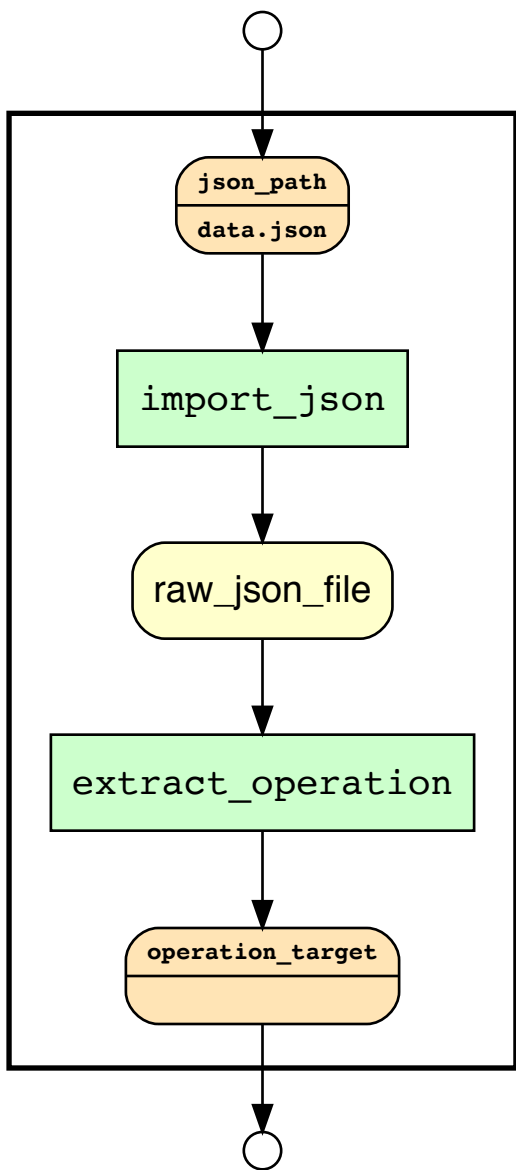 json_path
data.json
import_json
raw_json_file
extract_operation
operation_target